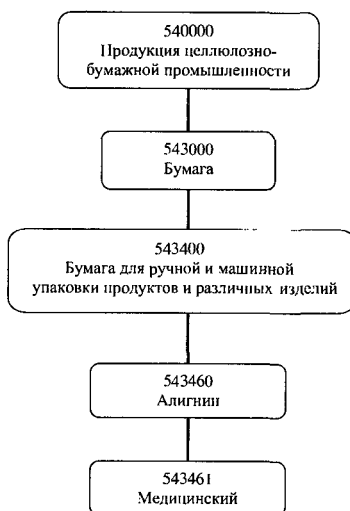 540000
Продукция целлюлозно-
бумажной промышленности
543000
Бумага
543400
Бумага для ручной и машинной
упаковки продуктов и различных изделий
543460
Алигнин
543461
Медицинский